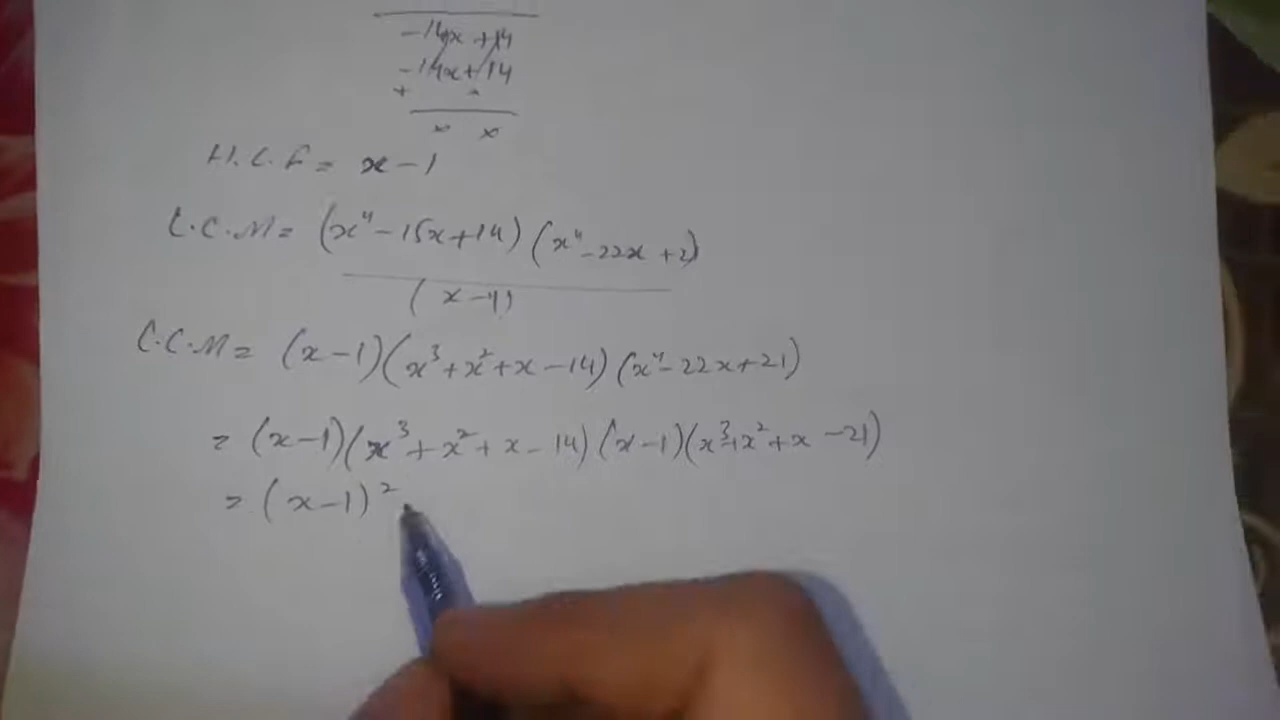 -14x + 14
-14x + 14
+ -
x x
H.C.F = x - 1
L.C.M = (x⁴ - 15x + 14) (x⁴ - 22x + 2)
(x - 1)
L.C.M = (x - 1)(x³ + x² + x - 14) (x⁴ - 22x + 21)
= (x - 1)(x³ + x² + x - 14) (x - 1)(x³ + x² + x - 21)
= (x - 1)²